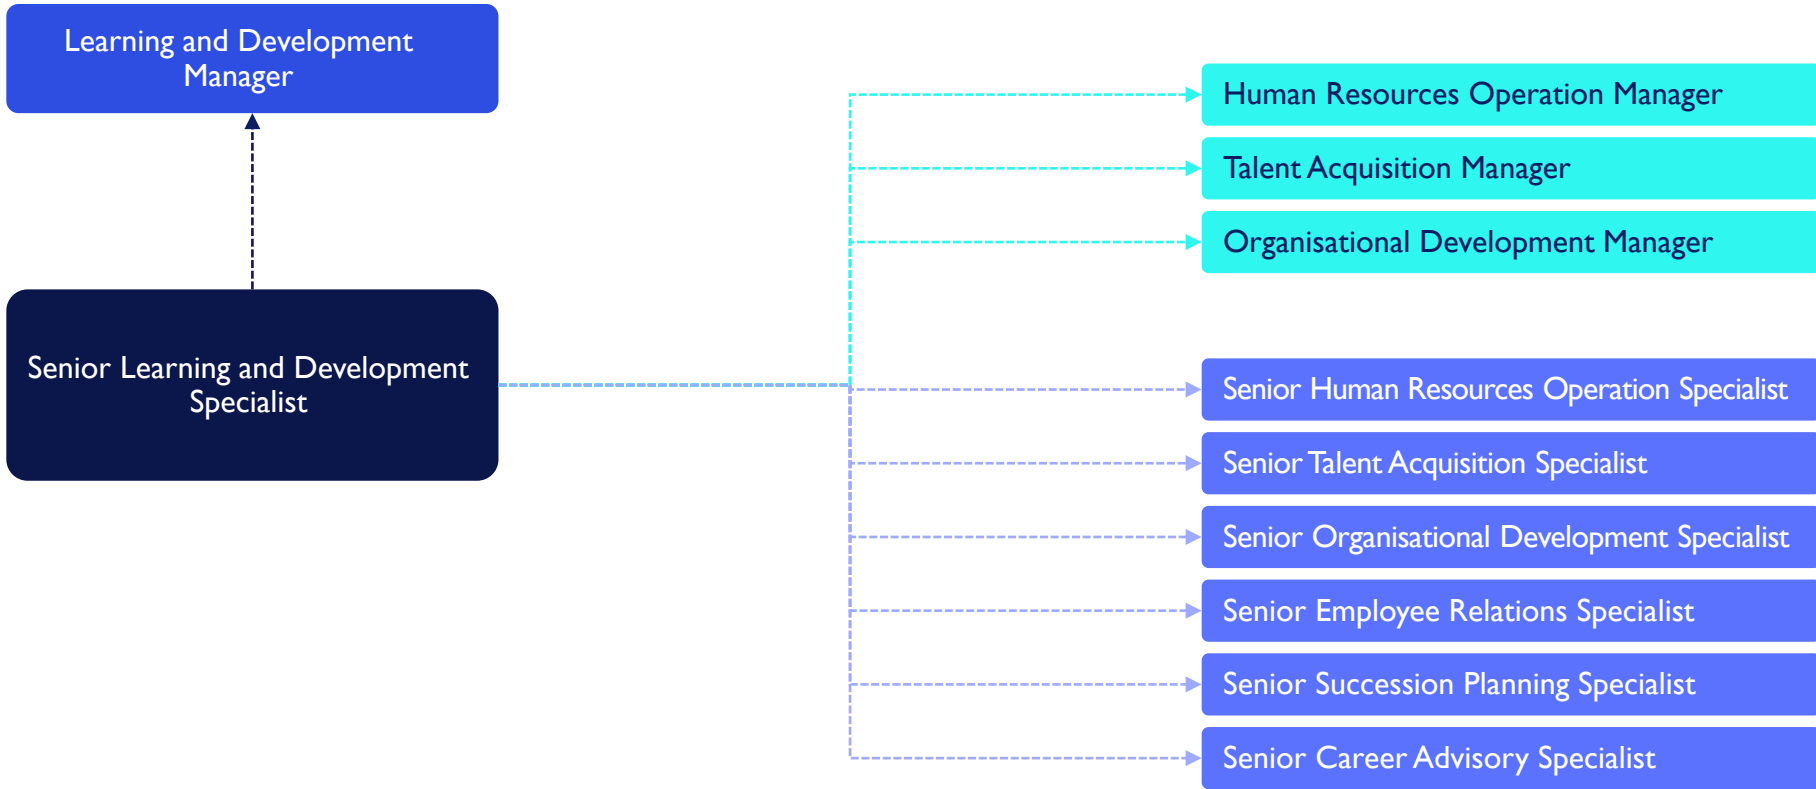 Learning and Development
Manager
Human Resources Operation Manager
Talent Acquisition Manager
Organisational Development Manager
Senior Learning and Development
Specialist
Senior Human Resources Operation Specialist
Senior Talent Acquisition Specialist
Senior Organisational Development Specialist
Senior Employee Relations Specialist
Senior Succession Planning Specialist
Senior Career Advisory Specialist